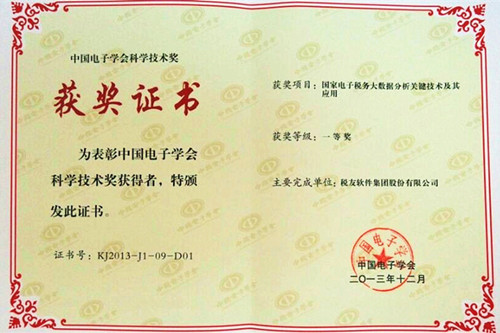 中国电子学会科学技术奖
获奖证书
为表彰中国电子学会
科学技术奖获得者，特颁
发此证书。
证书号：KJ2013-J1-09-D01
获奖项目：国家电子税务大数据分析关键技术及其
应用
获奖等级：一等奖
主要完成单位：税友软件集团股份有限公司
中国电子学会
中国电子学会
二〇一三年十二月